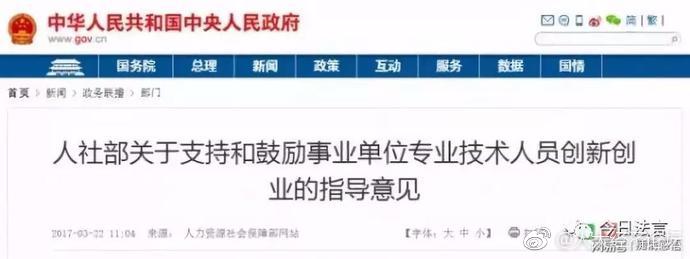 中华人民共和国中央人民政府
www.gov.cn
简 | 繁 |
国务院 总理 新闻 政策 互动 服务 数据 国情
首页 > 新闻 > 政务联播 > 部门
人社部关于支持和鼓励事业单位专业技术人员创新创
业的指导意见
2017-03-22 11:04 来源: 人力资源社会保障部网站 【字体: 大 中 小】
今日法言